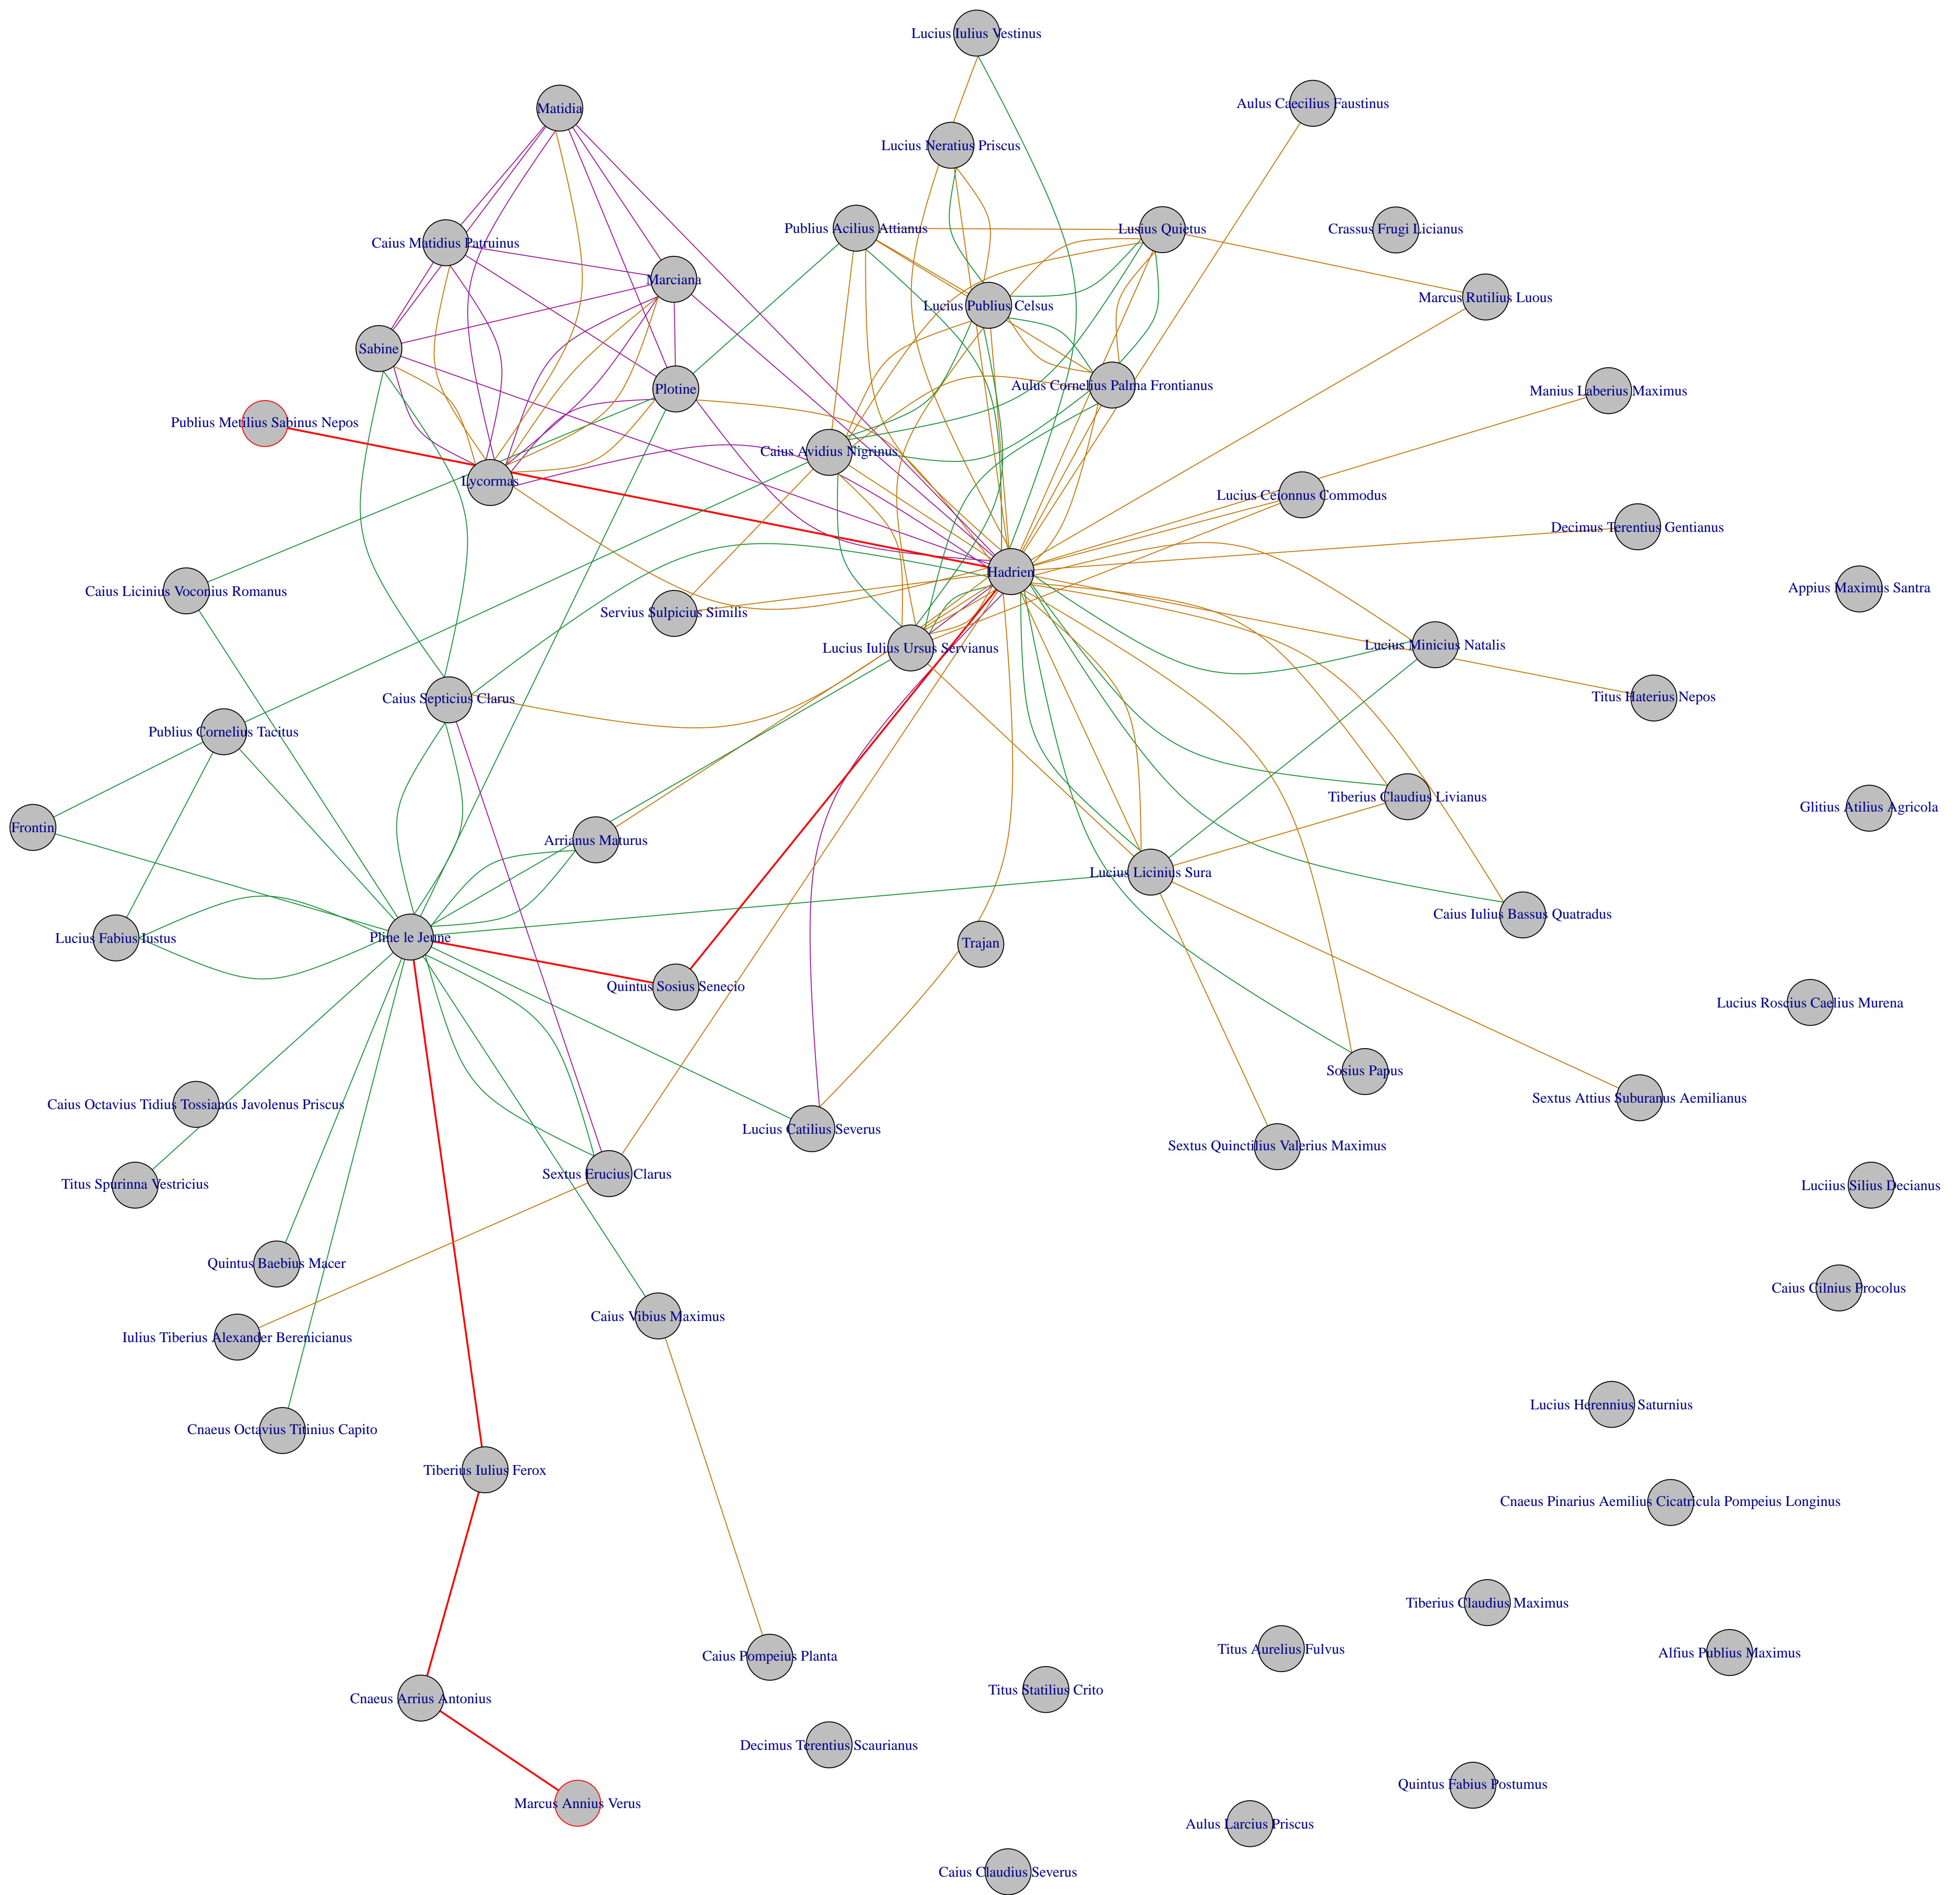 Lucius Iulius Vestinus
Aulus Caecilius Faustinus
Matidia
Lucius Neratius Priscus
Publius Acilius Attianus
Lusius Quietus
Crassus Frugi Licianus
Caius Matidius Patruinus
Marciana
Marcus Rutilius Luous
Lucius Publius Celsus
Sabine
Plotine
Aulus Cornelius Palma Frontianus
Manius Laberius Maximus
Publius Metilius Sabinus Nepos
Caius Avidius Nigrinus
Lycormas
Lucius Ceionnus Commodus
Decimus Terentius Gentianus
Hadrien
Caius Licinius Voconius Romanus
Appius Maximus Santra
Servius Sulpicius Similis
Lucius Iulius Ursus Servianus
Lucius Minicius Natalis
Caius Septicius Clarus
Titus Haterius Nepos
Publius Cornelius Tacitus
Tiberius Claudius Livianus
Glitius Atilius Agricola
Frontin
Arrianus Maturus
Lucius Licinius Sura
Caius Iulius Bassus Quatradus
Lucius Fabius Iustus
Pline le Jeune
Trajan
Quintus Sosius Senecio
Lucius Roscius Caelius Murena
Sosius Papus
Sextus Attius Suburanus Aemilianus
Caius Octavius Tidius Tossianus Javolenus Priscus
Lucius Catilius Severus
Sextus Quinctilius Valerius Maximus
Sextus Erucius Clarus
Titus Spurinna Vestricius
Luciius Silius Decianus
Quintus Baebius Macer
Caius Cilnius Procolus
Caius Vibius Maximus
Iulius Tiberius Alexander Berenicianus
Lucius Herennius Saturnius
Cnaeus Octavius Titinius Capito
Tiberius Iulius Ferox
Cnaeus Pinarius Aemilius Cicatricula Pompeius Longinus
Tiberius Claudius Maximus
Titus Aurelius Fulvus
Alfius Publius Maximus
Caius Pompeius Planta
Titus Statilius Crito
Cnaeus Arrius Antonius
Decimus Terentius Scaurianus
Quintus Fabius Postumus
Marcus Annius Verus
Aulus Larcius Priscus
Caius Claudius Severus